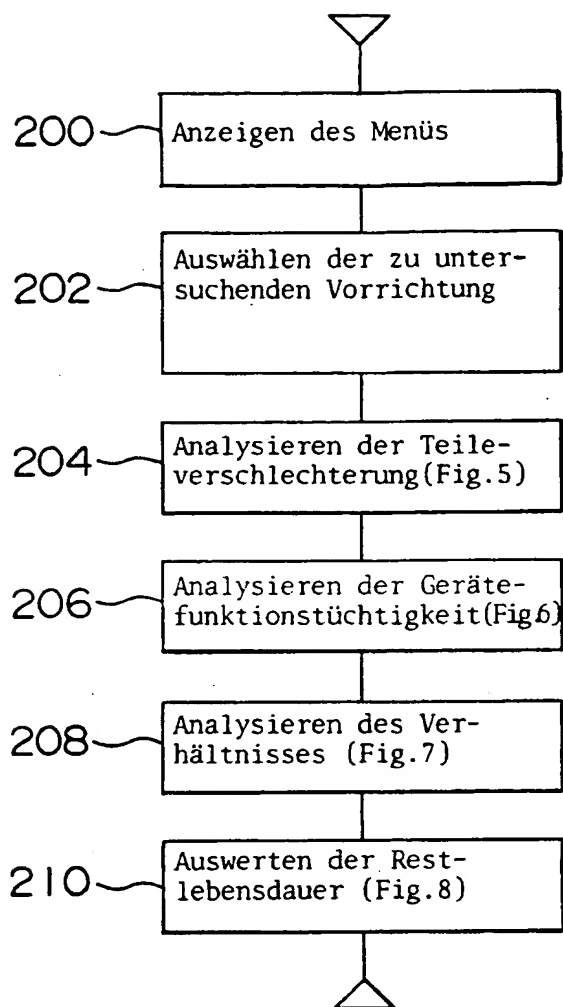 200
Anzeigen des Menüs
202
Auswählen der zu unter-
suchenden Vorrichtung
204
Analysieren der Teile-
verschlechterung(Fig.5)
206
Analysieren der Geräte-
funktionstüchtigkeit(Fig.6)
208
Analysieren des Ver-
hältnisses (Fig.7)
210
Auswerten der Rest-
lebensdauer (Fig.8)